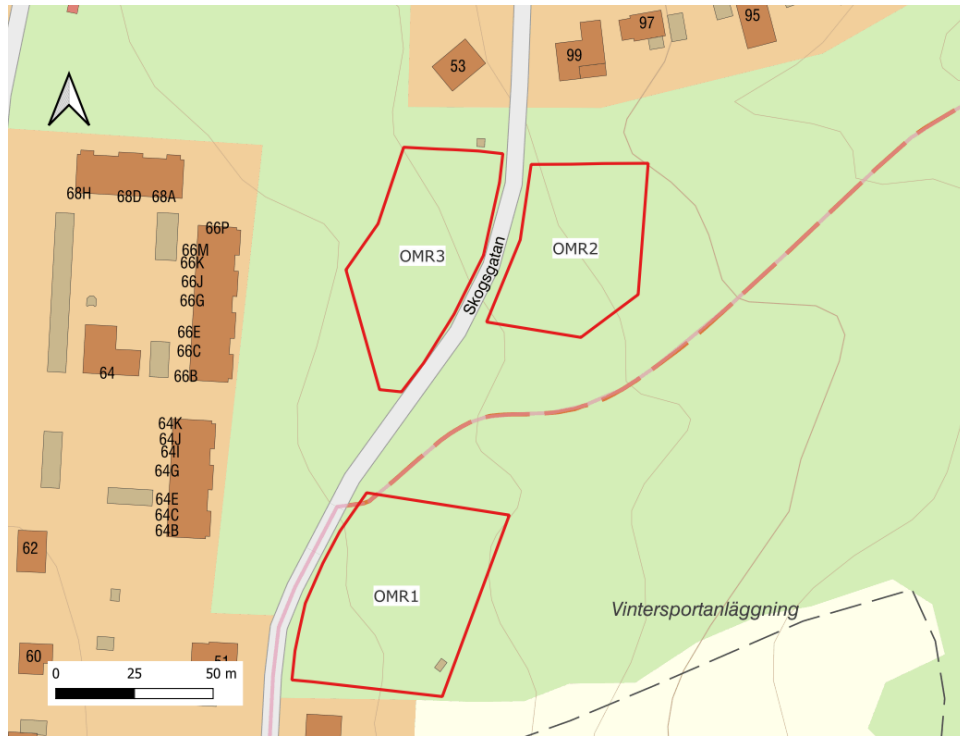 95
97
99
53
68H 68D 68A
66P
66M
66K
66J
66G
66E
66C
66B
64
OMR3
OMR2
Skogsgatan
64K
64J
64I
64G
64E
64C
64B
62
OMR1
Vintersportanläggning
60
51
0 25 50 m